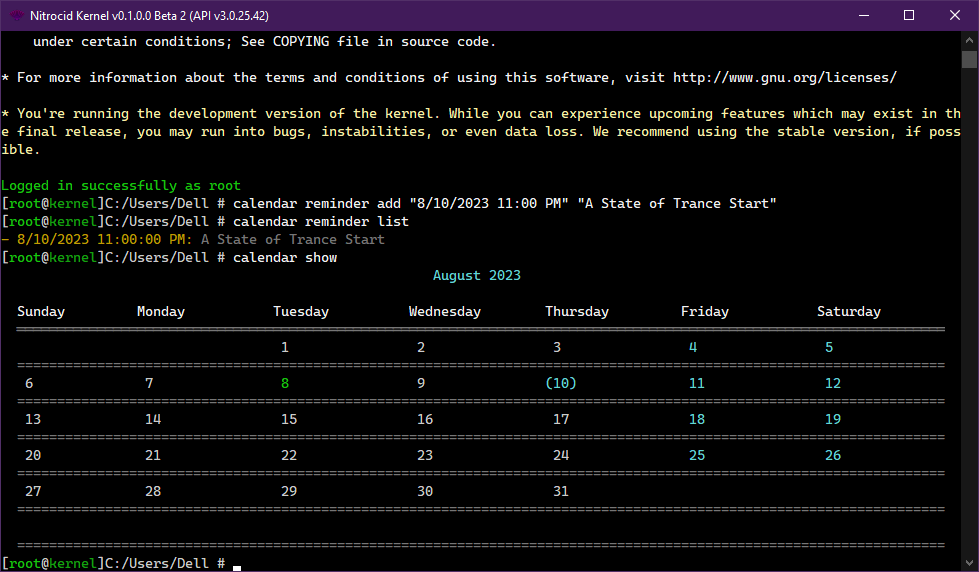 Nitrocid Kernel v0.1.0.0 Beta 2 (API v3.0.25.42)
under certain conditions; See COPYING file in source code.
* For more information about the terms and conditions of using this software, visit http://www.gnu.org/licenses/
* You're running the development version of the kernel. While you can experience upcoming features which may exist in th
e final release, you may run into bugs, instabilities, or even data loss. We recommend using the stable version, if poss
ible.
Logged in successfully as root
[root@kernel]C:/Users/Dell # calendar reminder add "8/10/2023 11:00 PM" "A State of Trance Start"
[root@kernel]C:/Users/Dell # calendar reminder list
- 8/10/2023 11:00:00 PM: A State of Trance Start
[root@kernel]C:/Users/Dell # calendar show
August 2023
Sunday Monday Tuesday Wednesday Thursday Friday Saturday
1 2 3 4 5
6 7 8 9 (10) 11 12
13 14 15 16 17 18 19
20 21 22 23 24 25 26
27 28 29 30 31
[root@kernel]C:/Users/Dell #